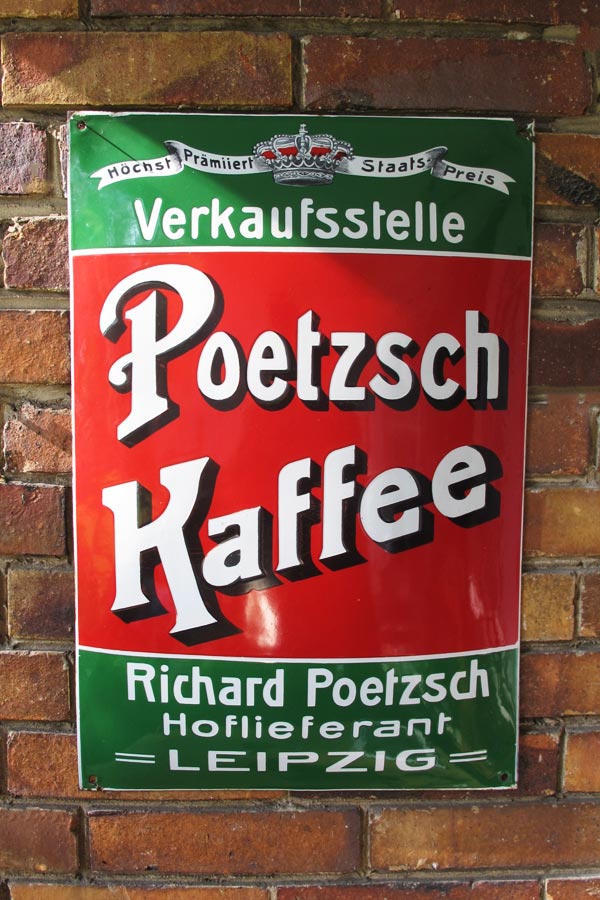 Höchst Prämiiert Staats-Preis
Verkaufsstelle
Poetzsch
Kaffee
Richard Poetzsch
Hoflieferant
=LEIPZIG=